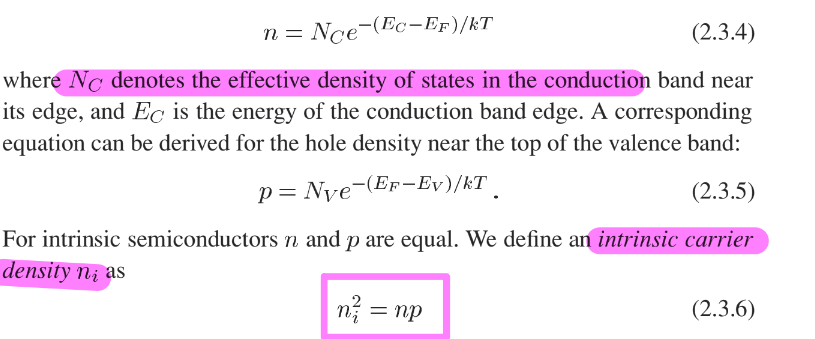 n = N_C e^{-(E_C-E_F)/kT} (2.3.4)
where N_C denotes the effective density of states in the conduction band near
its edge, and E_C is the energy of the conduction band edge. A corresponding
equation can be derived for the hole density near the top of the valence band:
p = N_V e^{-(E_F-E_V)/kT} . (2.3.5)
For intrinsic semiconductors n and p are equal. We define an intrinsic carrier
density n_i as
n_i^2 = np (2.3.6)